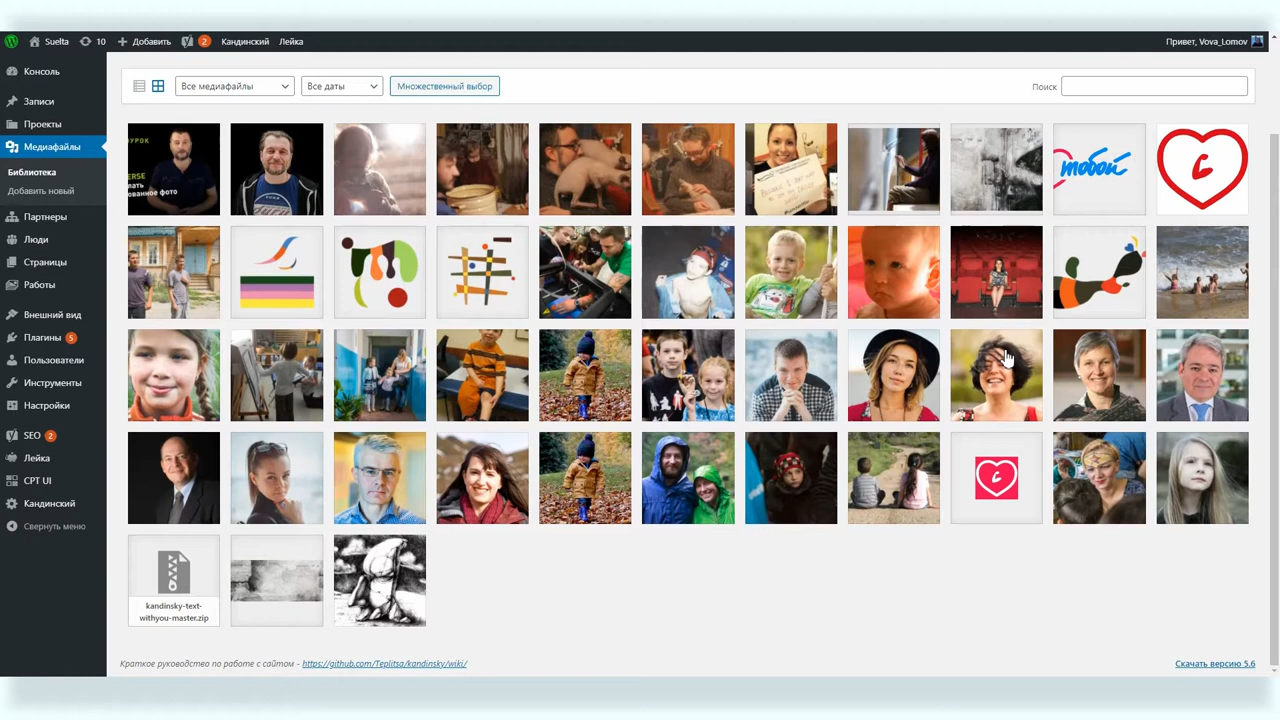 Suelta
10
Добавить
2
Кандинский
Лейка
Привет, Vova_Lomov
Консоль
Записи
Проекты
Медиафайлы
Библиотека
Добавить новый
Партнеры
Люди
Страницы
Работы
Внешний вид
Плагины 5
Пользователи
Инструменты
Настройки
SEO 2
Лейка
CPT UI
Кандинский
Свернуть меню
Все медиафайлы
Все даты
Множественный выбор
Поиск
тобой
с
с
kandinsky-text-
withyou-master.zip
Краткое руководство по работе с сайтом - https://github.com/Teplitsa/kandinsky/wiki/
Скачать версию 5.6